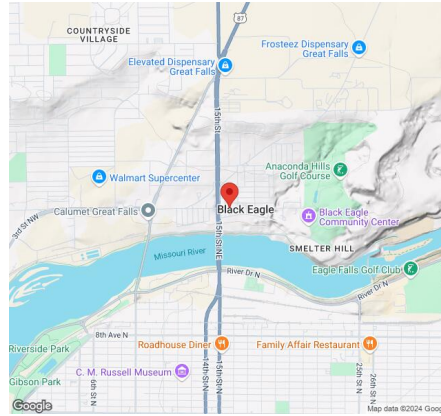 87
COUNTRYSIDE
VILLAGE
Frosteez Dispensary
Great Falls
Elevated Dispensary
Great Falls
15th St
Anaconda Hills
Golf Course
Walmart Supercenter
Black Eagle
Black Eagle
Community Center
Calumet Great Falls
3rd St NW
15th St NE
SMELTER HILL
Missouri River
River Dr N
Eagle Falls Golf Club
River Dr N
8th Ave N
Riverside Park
Roadhouse Diner
Family Affair Restaurant
Gibson Park
C. M. Russell Museum
6th St N
14th St N
15th St N
25th St N
26th St N
Google
Map data ©2024 Goog